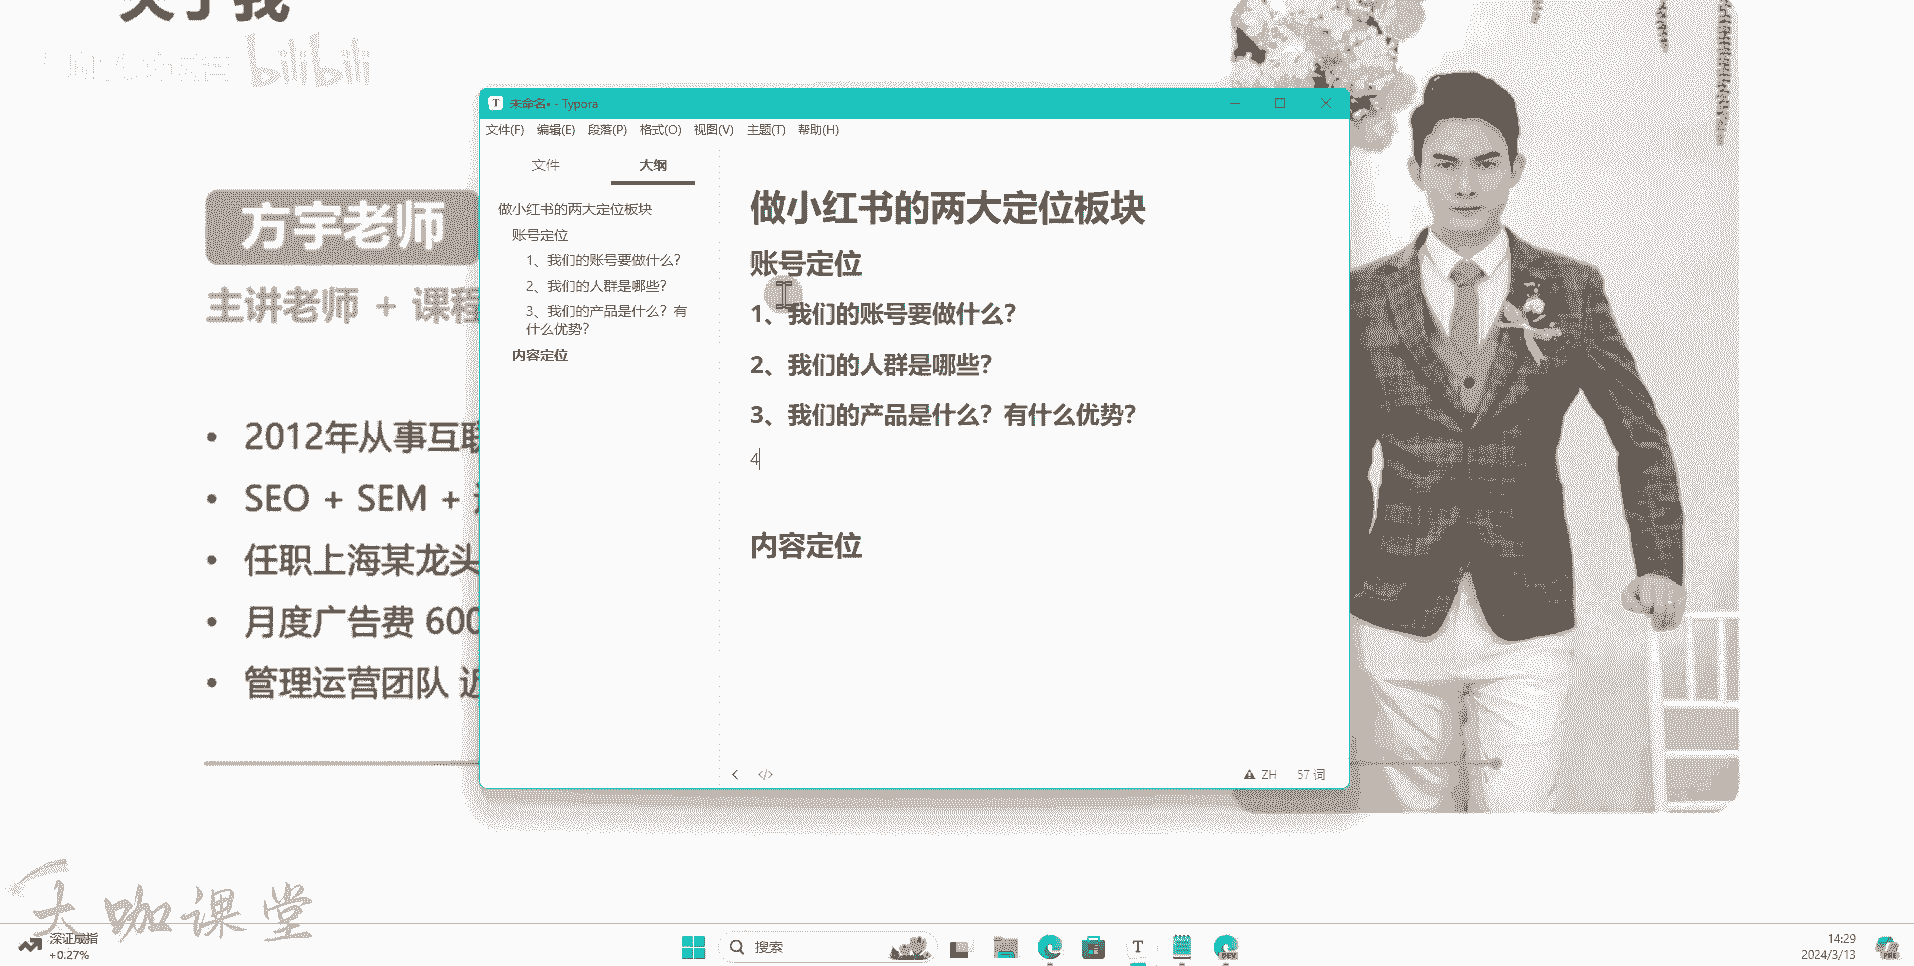 关于我
bilibili
方宇老师
主讲老师 + 课程
• 2012年从事互联
• SEO + SEM +
• 任职上海某龙头
• 月度广告费 600
• 管理运营团队 近
未命名• - Typora
文件(F) 编辑(E) 段落(P) 格式(O) 视图(V) 主题(T) 帮助(H)
文件 大纲
做小红书的两大定位板块
账号定位
1、我们的账号要做什么？
2、我们的人群是哪些？
3、我们的产品是什么？有
什么优势？
内容定位
做小红书的两大定位板块
账号定位
1、我们的账号要做什么？
2、我们的人群是哪些？
3、我们的产品是什么？有什么优势？
4
内容定位
ZH 57 词
大咖课堂
深证成指
+0.27%
搜索
14:29
2024/3/13